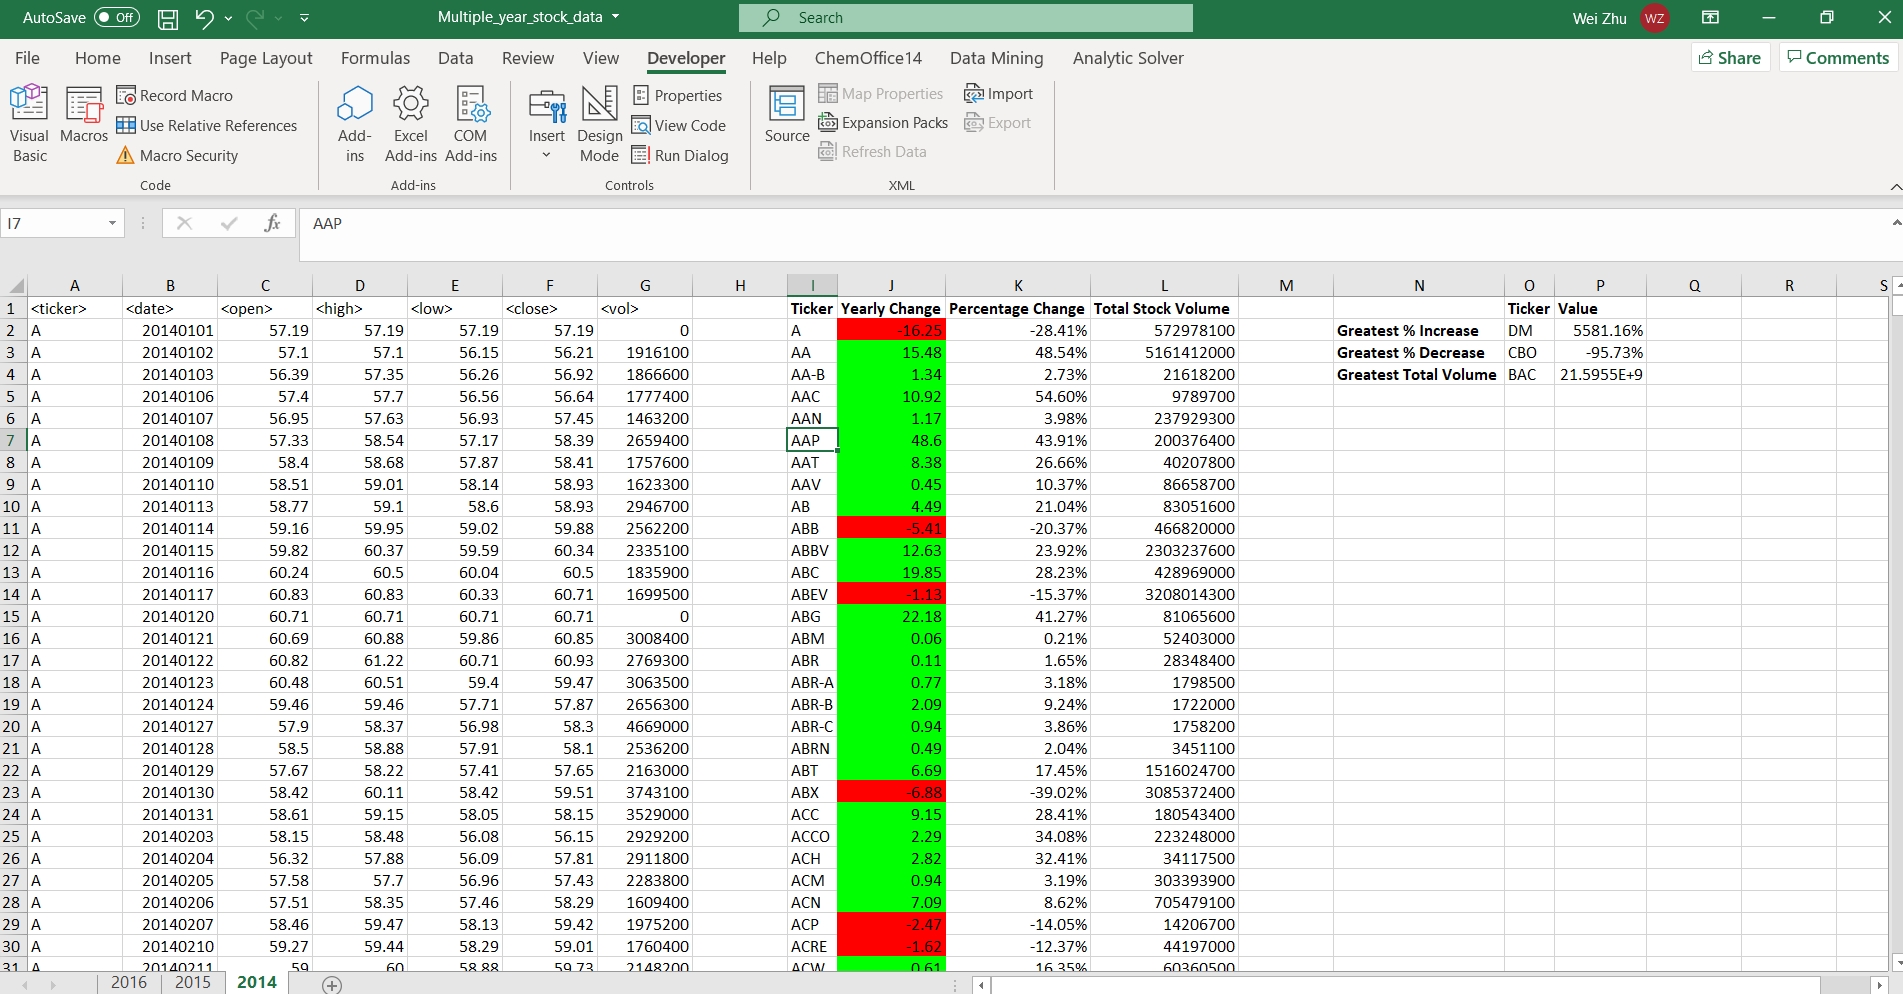 AutoSave Off Multiple_year_stock_data Search Wei Zhu WZ
File Home Insert Page Layout Formulas Data Review View Developer Help ChemOffice14 Data Mining Analytic Solver Share Comments
Visual Basic
Macros
Record Macro
Use Relative References
Macro Security
Code
Add-ins
Excel Add-ins
COM Add-ins
Add-ins
Insert
Design Mode
Properties
View Code
Run Dialog
Controls
Source
Map Properties
Expansion Packs
Refresh Data
Import
Export
XML
I7 fx AAP
A B C D E F G H I J K L M N O P Q R S
1 <ticker> <date> <open> <high> <low> <close> <vol> Ticker Yearly Change Percentage Change Total Stock Volume Ticker Value
2 A 20140101 57.19 57.19 57.19 57.19 0 A -16.25 -28.41% 572978100 Greatest % Increase DM 5581.16%
3 A 20140102 57.1 57.1 56.15 56.21 1916100 AA 15.48 48.54% 5161412000 Greatest % Decrease CBO -95.73%
4 A 20140103 56.39 57.35 56.26 56.92 1866600 AA-B 1.34 2.73% 21618200 Greatest Total Volume BAC 21.5955E+9
5 A 20140106 57.4 57.7 56.56 56.64 1777400 AAC 10.92 54.60% 9789700
6 A 20140107 56.95 57.63 56.93 57.45 1463200 AAN 1.17 3.98% 237929300
7 A 20140108 57.33 58.54 57.17 58.39 2659400 AAP 48.6 43.91% 200376400
8 A 20140109 58.4 58.68 57.87 58.41 1757600 AAT 8.38 26.66% 40207800
9 A 20140110 58.51 59.01 58.14 58.93 1623300 AAV 0.45 10.37% 86658700
10 A 20140113 58.77 59.1 58.6 58.93 2946700 AB 4.49 21.04% 83051600
11 A 20140114 59.16 59.95 59.02 59.88 2562200 ABB -5.41 -20.37% 466820000
12 A 20140115 59.82 60.37 59.59 60.34 2335100 ABBV 12.63 23.92% 2303237600
13 A 20140116 60.24 60.5 60.04 60.5 1835900 ABC 19.85 28.23% 428969000
14 A 20140117 60.83 60.83 60.33 60.71 1699500 ABEV -1.13 -15.37% 3208014300
15 A 20140120 60.71 60.71 60.71 60.71 0 ABG 22.18 41.27% 81065600
16 A 20140121 60.69 60.88 59.86 60.85 3008400 ABM 0.06 0.21% 52403000
17 A 20140122 60.82 61.22 60.71 60.93 2769300 ABR 0.11 1.65% 28348400
18 A 20140123 60.48 60.51 59.4 59.47 3063500 ABR-A 0.77 3.18% 1798500
19 A 20140124 59.46 59.46 57.71 57.87 2656300 ABR-B 2.09 9.24% 1722000
20 A 20140127 57.9 58.37 56.98 58.3 4669000 ABR-C 0.94 3.86% 1758200
21 A 20140128 58.5 58.88 57.91 58.1 2536200 ABRN 0.49 2.04% 3451100
22 A 20140129 57.67 58.22 57.41 57.65 2163000 ABT 6.69 17.45% 1516024700
23 A 20140130 58.42 60.11 58.42 59.51 3743100 ABX -6.88 -39.02% 3085372400
24 A 20140131 58.61 59.15 58.05 58.15 3529000 ACC 9.15 28.41% 180543400
25 A 20140203 58.15 58.48 56.08 56.15 2929200 ACCO 2.29 34.08% 223248000
26 A 20140204 56.32 57.88 56.09 57.81 2911800 ACH 2.82 32.41% 34117500
27 A 20140205 57.58 57.7 56.96 57.43 2283800 ACM 0.94 3.19% 303393900
28 A 20140206 57.51 58.35 57.46 58.29 1609400 ACN 7.09 8.62% 705479100
29 A 20140207 58.46 59.47 58.13 59.42 1975200 ACP -2.47 -14.05% 14206700
30 A 20140210 59.27 59.44 58.29 59.01 1760400 ACRE -1.62 -12.37% 44197000
31 A 20140211 59 60 58.88 59.73 2148200 ACW 0.61 16.35% 60360500
2016 2015 2014